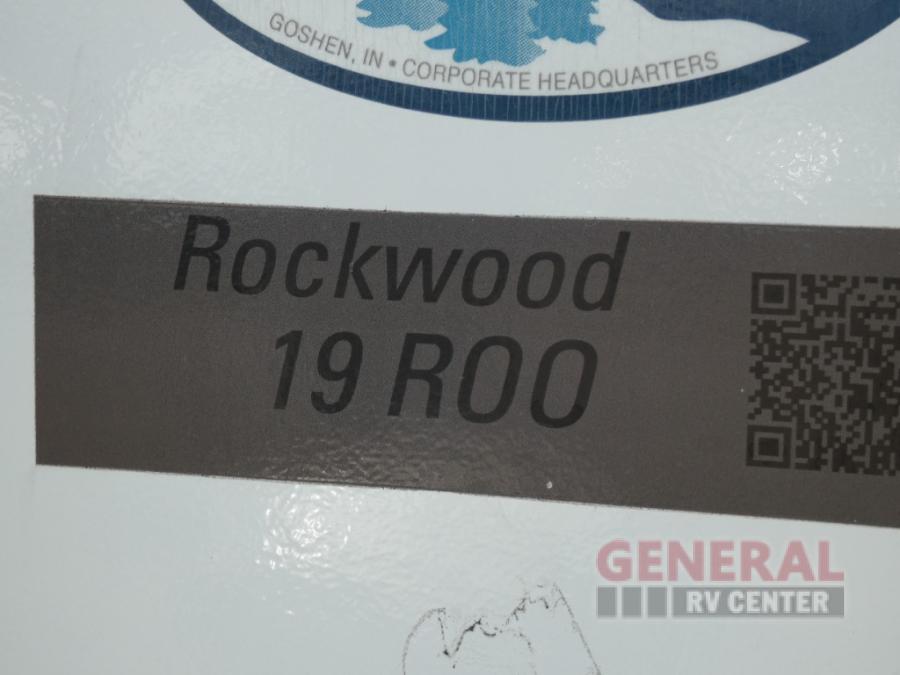 GOSHEN, IN • CORPORATE HEADQUARTERS
Rockwood
19 ROO
GENERAL
RV CENTER